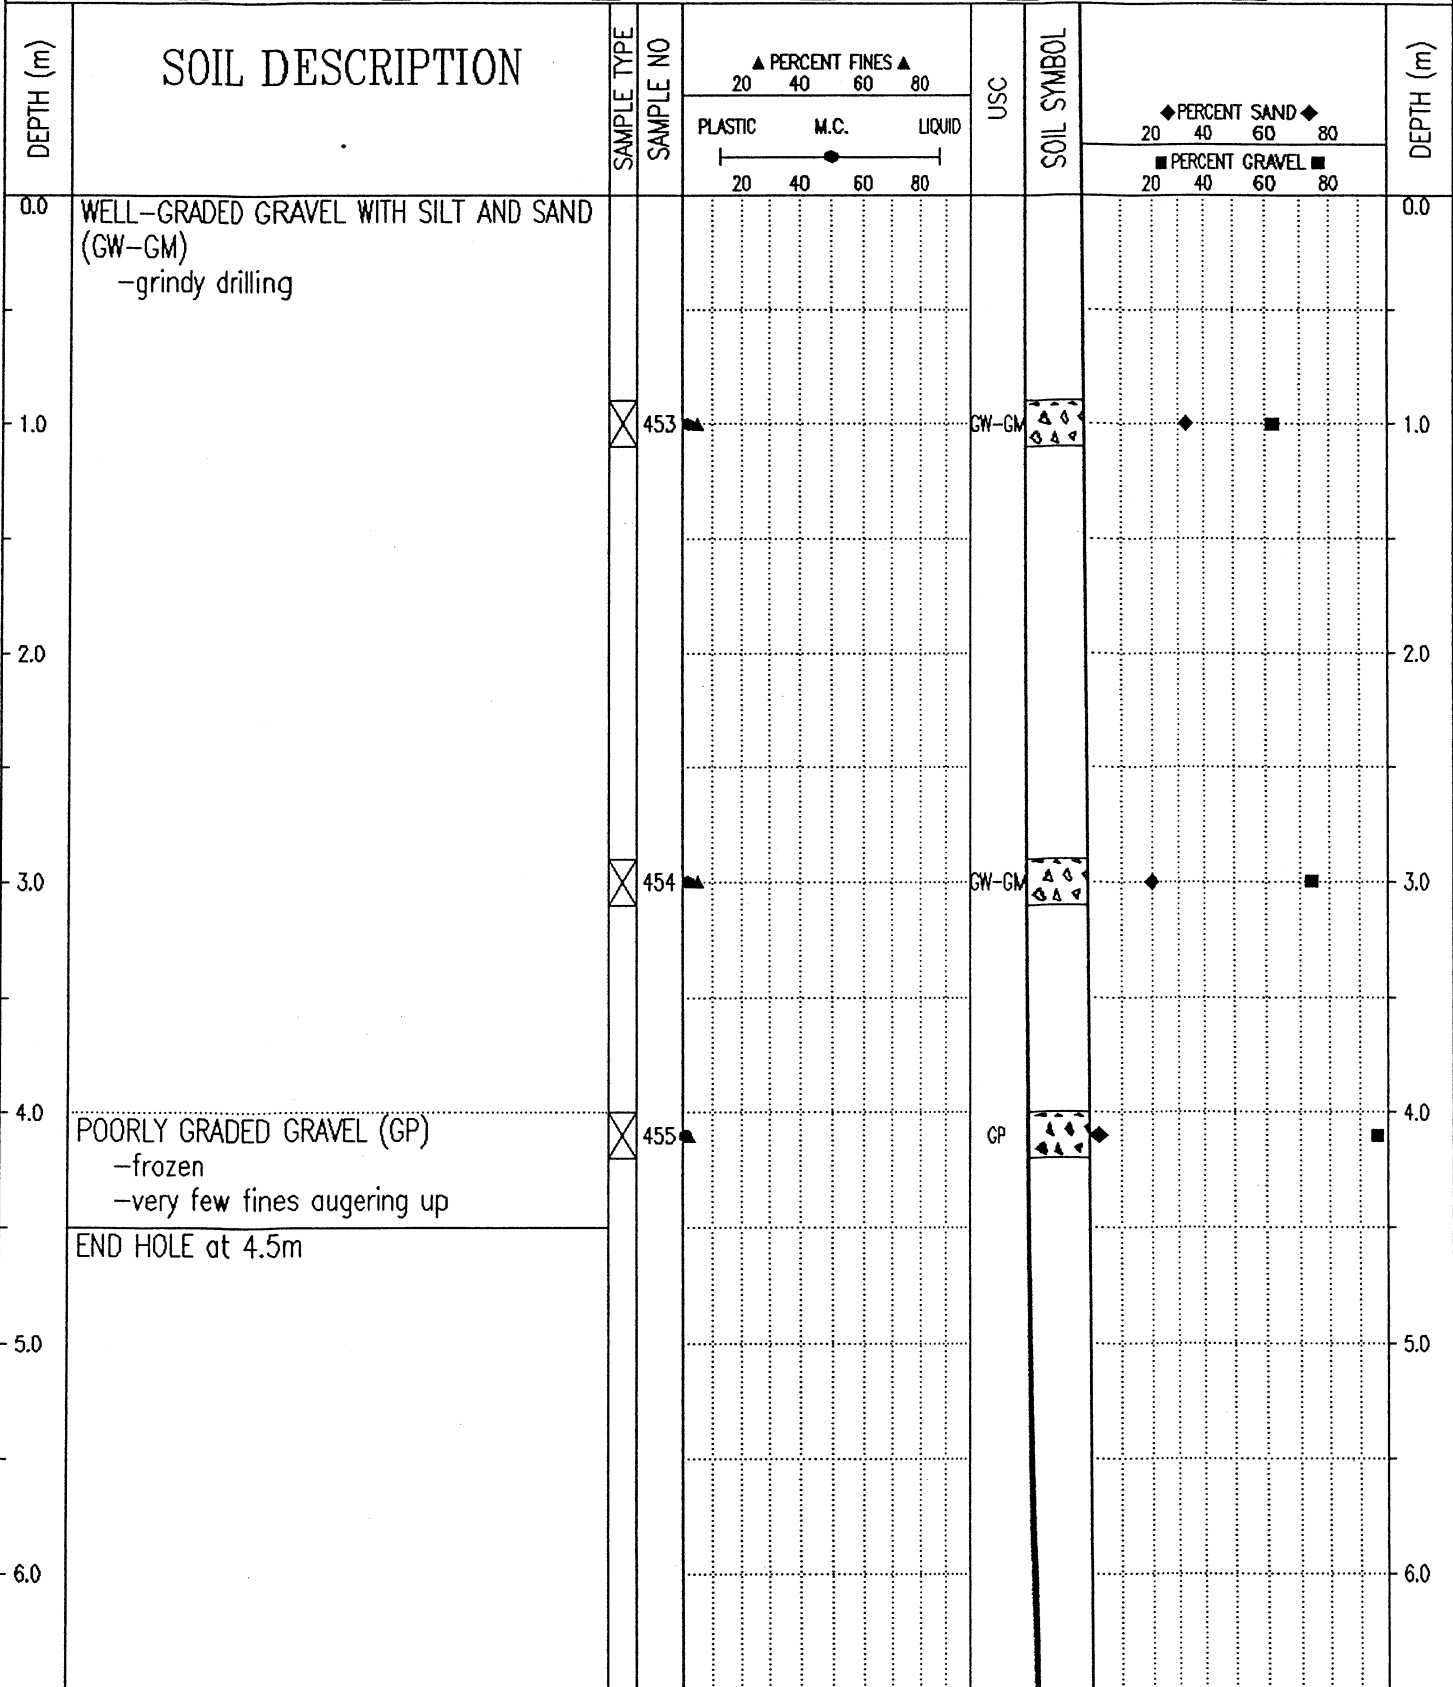 DEPTH (m)
SOIL DESCRIPTION
SAMPLE TYPE
SAMPLE NO
▲ PERCENT FINES ▲
20 40 60 80
PLASTIC M.C. LIQUID
20 40 60 80
USC
SOIL SYMBOL
◆ PERCENT SAND ◆
20 40 60 80
■ PERCENT GRAVEL ■
20 40 60 80
DEPTH (m)
0.0 WELL-GRADED GRAVEL WITH SILT AND SAND 0.0
(GW-GM)
-grindy drilling
1.0 453 GW-GM 1.0
2.0 2.0
3.0 454 GW-GM 3.0
4.0 4.0
POORLY GRADED GRAVEL (GP) 455 GP
-frozen
-very few fines augering up
END HOLE at 4.5m
5.0 5.0
6.0 6.0